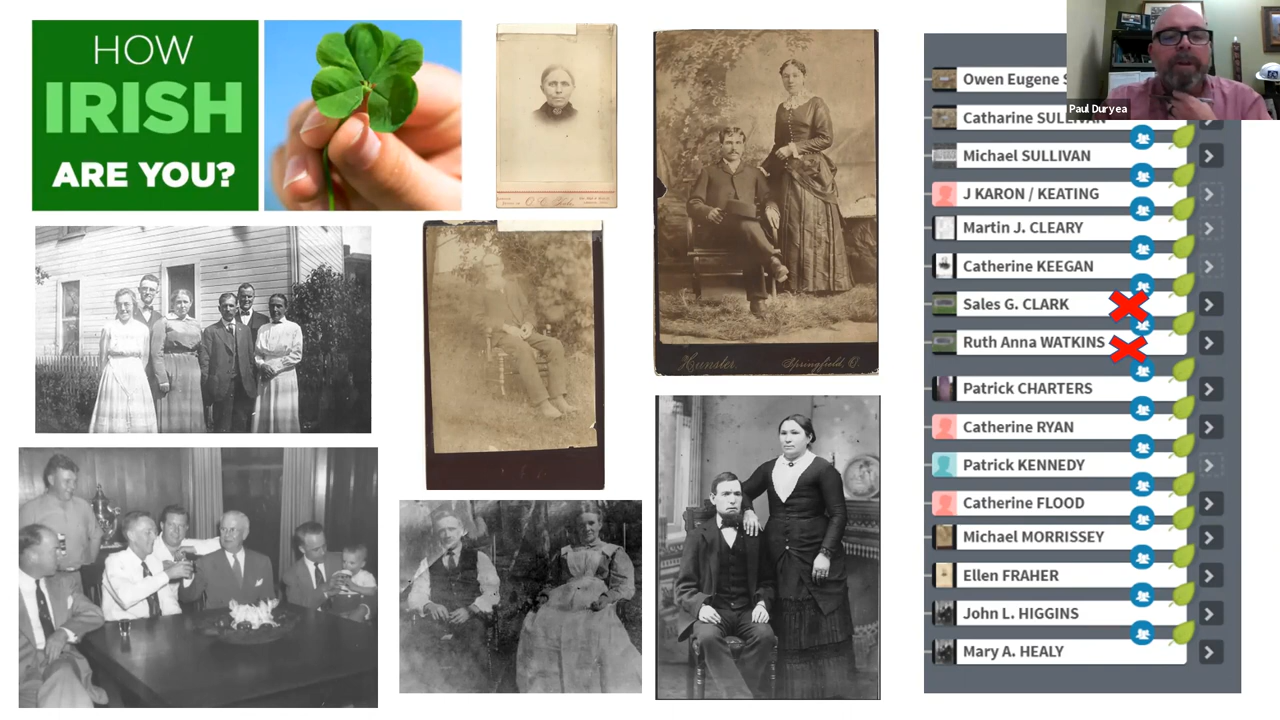 HOW
IRISH
ARE YOU?
Hunster.
Springfield, O.
Paul Duryea
Owen Eugene
Catharine SULLIVAN
Michael SULLIVAN
J KARON / KEATING
Martin J. CLEARY
Catherine KEEGAN
Sales G. CLARK
Ruth Anna WATKINS
Patrick CHARTERS
Catherine RYAN
Patrick KENNEDY
Catherine FLOOD
Michael MORRISSEY
Ellen FRAHER
John L. HIGGINS
Mary A. HEALY